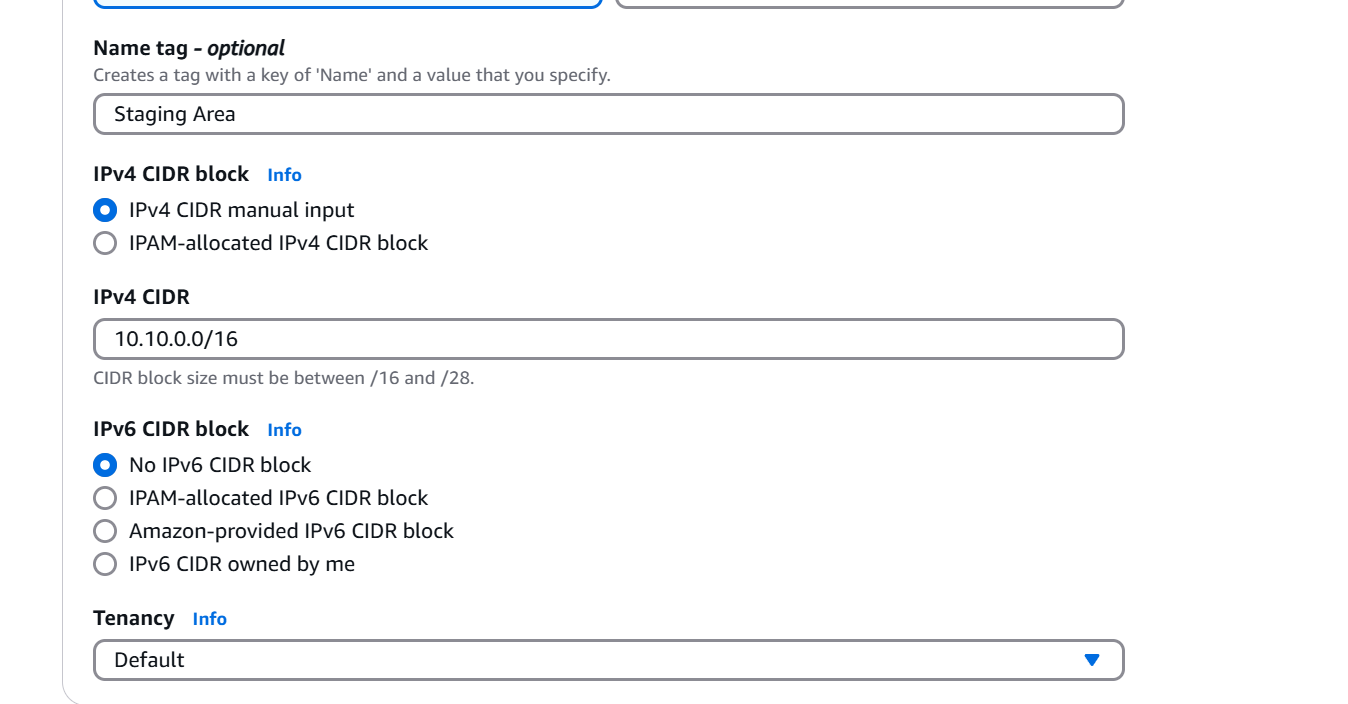 Name tag - optional
Creates a tag with a key of 'Name' and a value that you specify.
Staging Area
IPv4 CIDR block Info
IPv4 CIDR manual input
IPAM-allocated IPv4 CIDR block
IPv4 CIDR
10.10.0.0/16
CIDR block size must be between /16 and /28.
IPv6 CIDR block Info
No IPv6 CIDR block
IPAM-allocated IPv6 CIDR block
Amazon-provided IPv6 CIDR block
IPv6 CIDR owned by me
Tenancy Info
Default